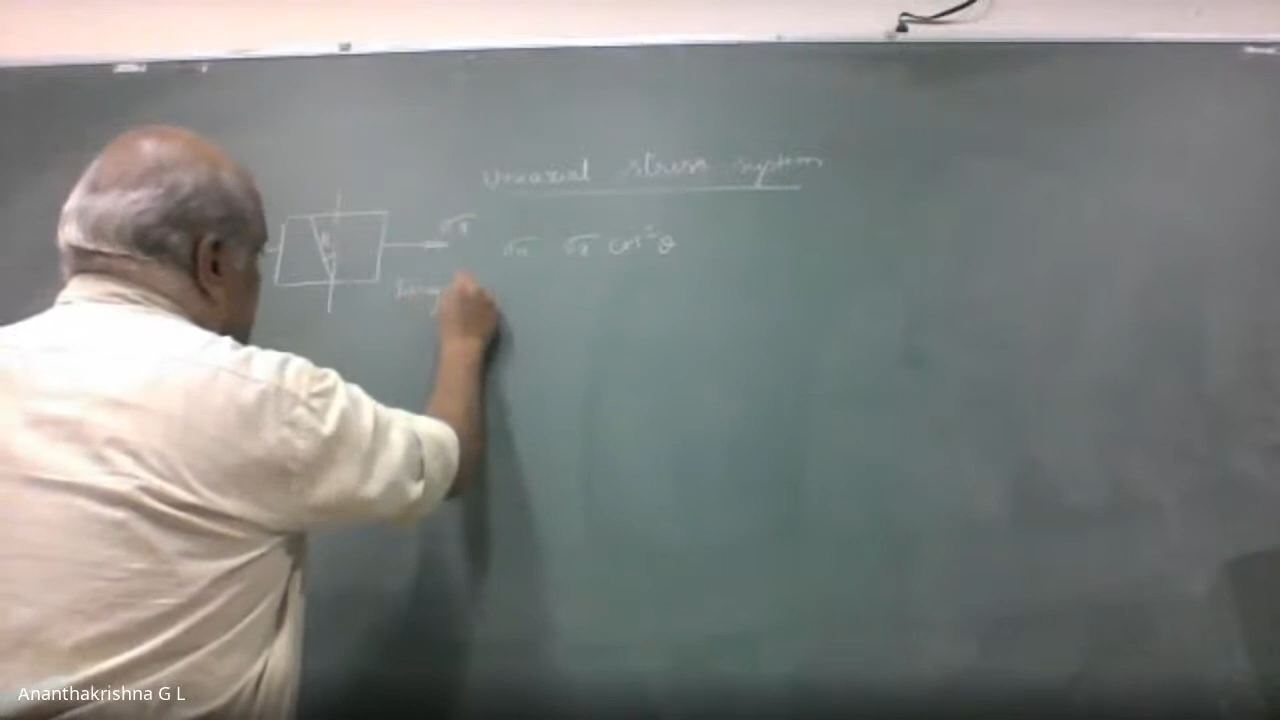 uniaxial stress system
σx
σn σx cos²θ
Ananthakrishna G L